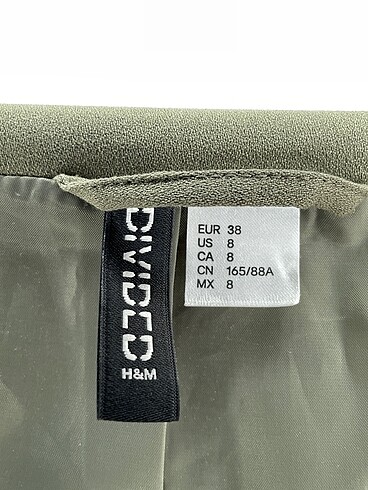 DIVIDED
H&M
EUR 38
US 8
CA 8
CN 165/88A
MX 8